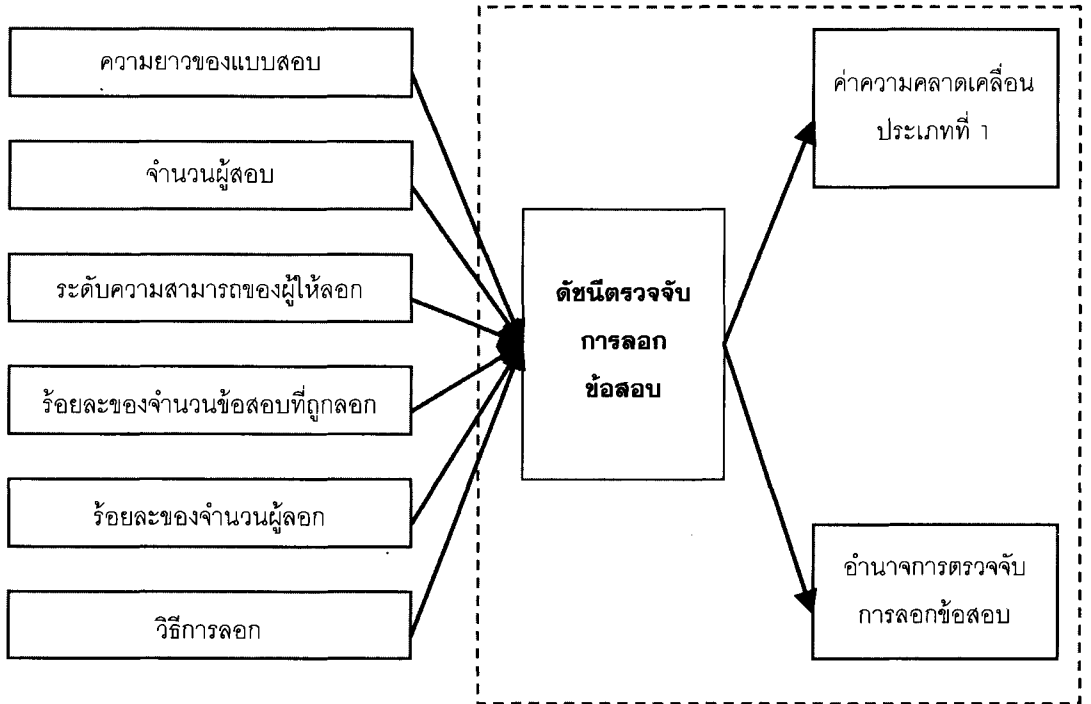 ความยาวของแบบสอบ
จำนวนผู้สอบ
ระดับความสามารถของผู้ให้ลอก
ร้อยละของจำนวนข้อสอบที่ถูกลอก
ร้อยละของจำนวนผู้ลอก
วิธีการลอก
ดัชนีตรวจจับ
การลอก
ข้อสอบ
ค่าความคลาดเคลื่อน
ประเภทที่ 1
อำนาจการตรวจจับ
การลอกข้อสอบ